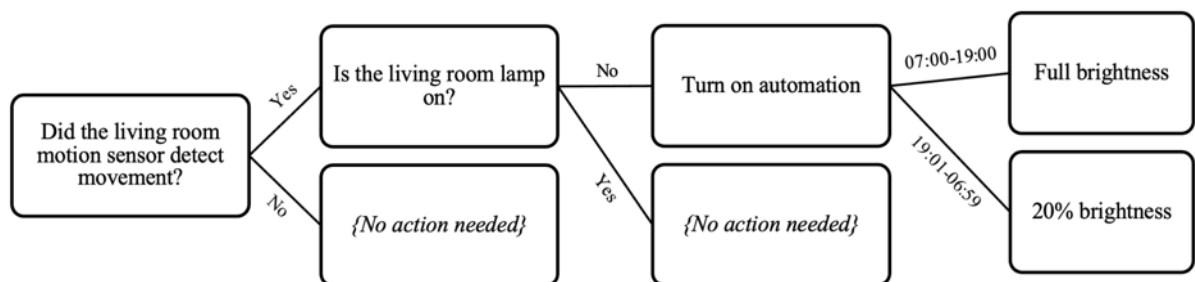 Did the living room
motion sensor detect
movement?
Yes
No
Is the living room lamp
on?
{No action needed}
No
Yes
Turn on automation
{No action needed}
07:00-19:00
19:01-06:59
Full brightness
20% brightness